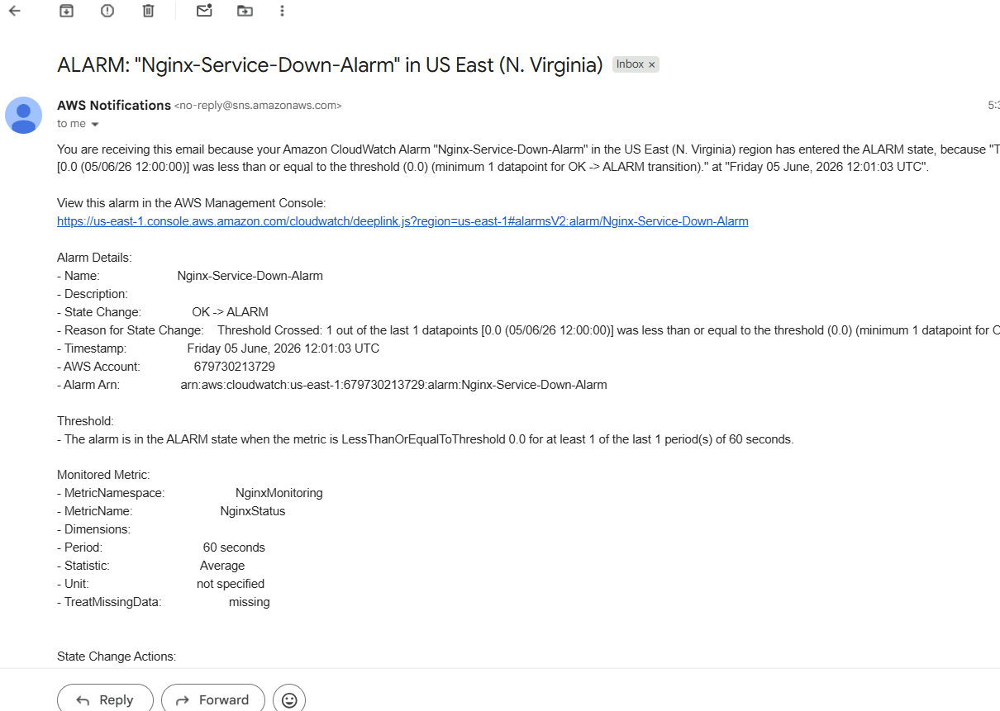 ALARM: "Nginx-Service-Down-Alarm" in US East (N. Virginia) Inbox ×
AWS Notifications <no-reply@sns.amazonaws.com>
to me
You are receiving this email because your Amazon CloudWatch Alarm "Nginx-Service-Down-Alarm" in the US East (N. Virginia) region has entered the ALARM state, because "T
[0.0 (05/06/26 12:00:00)] was less than or equal to the threshold (0.0) (minimum 1 datapoint for OK -> ALARM transition)." at "Friday 05 June, 2026 12:01:03 UTC".
View this alarm in the AWS Management Console:
https://us-east-1.console.aws.amazon.com/cloudwatch/deeplink.js?region=us-east-1#alarmsV2:alarm/Nginx-Service-Down-Alarm
Alarm Details:
- Name: Nginx-Service-Down-Alarm
- Description:
- State Change: OK -> ALARM
- Reason for State Change: Threshold Crossed: 1 out of the last 1 datapoints [0.0 (05/06/26 12:00:00)] was less than or equal to the threshold (0.0) (minimum 1 datapoint for
- Timestamp: Friday 05 June, 2026 12:01:03 UTC
- AWS Account: 679730213729
- Alarm Arn: arn:aws:cloudwatch:us-east-1:679730213729:alarm:Nginx-Service-Down-Alarm
Threshold:
- The alarm is in the ALARM state when the metric is LessThanOrEqualToThreshold 0.0 for at least 1 of the last 1 period(s) of 60 seconds.
Monitored Metric:
- MetricNamespace: NginxMonitoring
- MetricName: NginxStatus
- Dimensions:
- Period: 60 seconds
- Statistic: Average
- Unit: not specified
- TreatMissingData: missing
State Change Actions:
Reply Forward